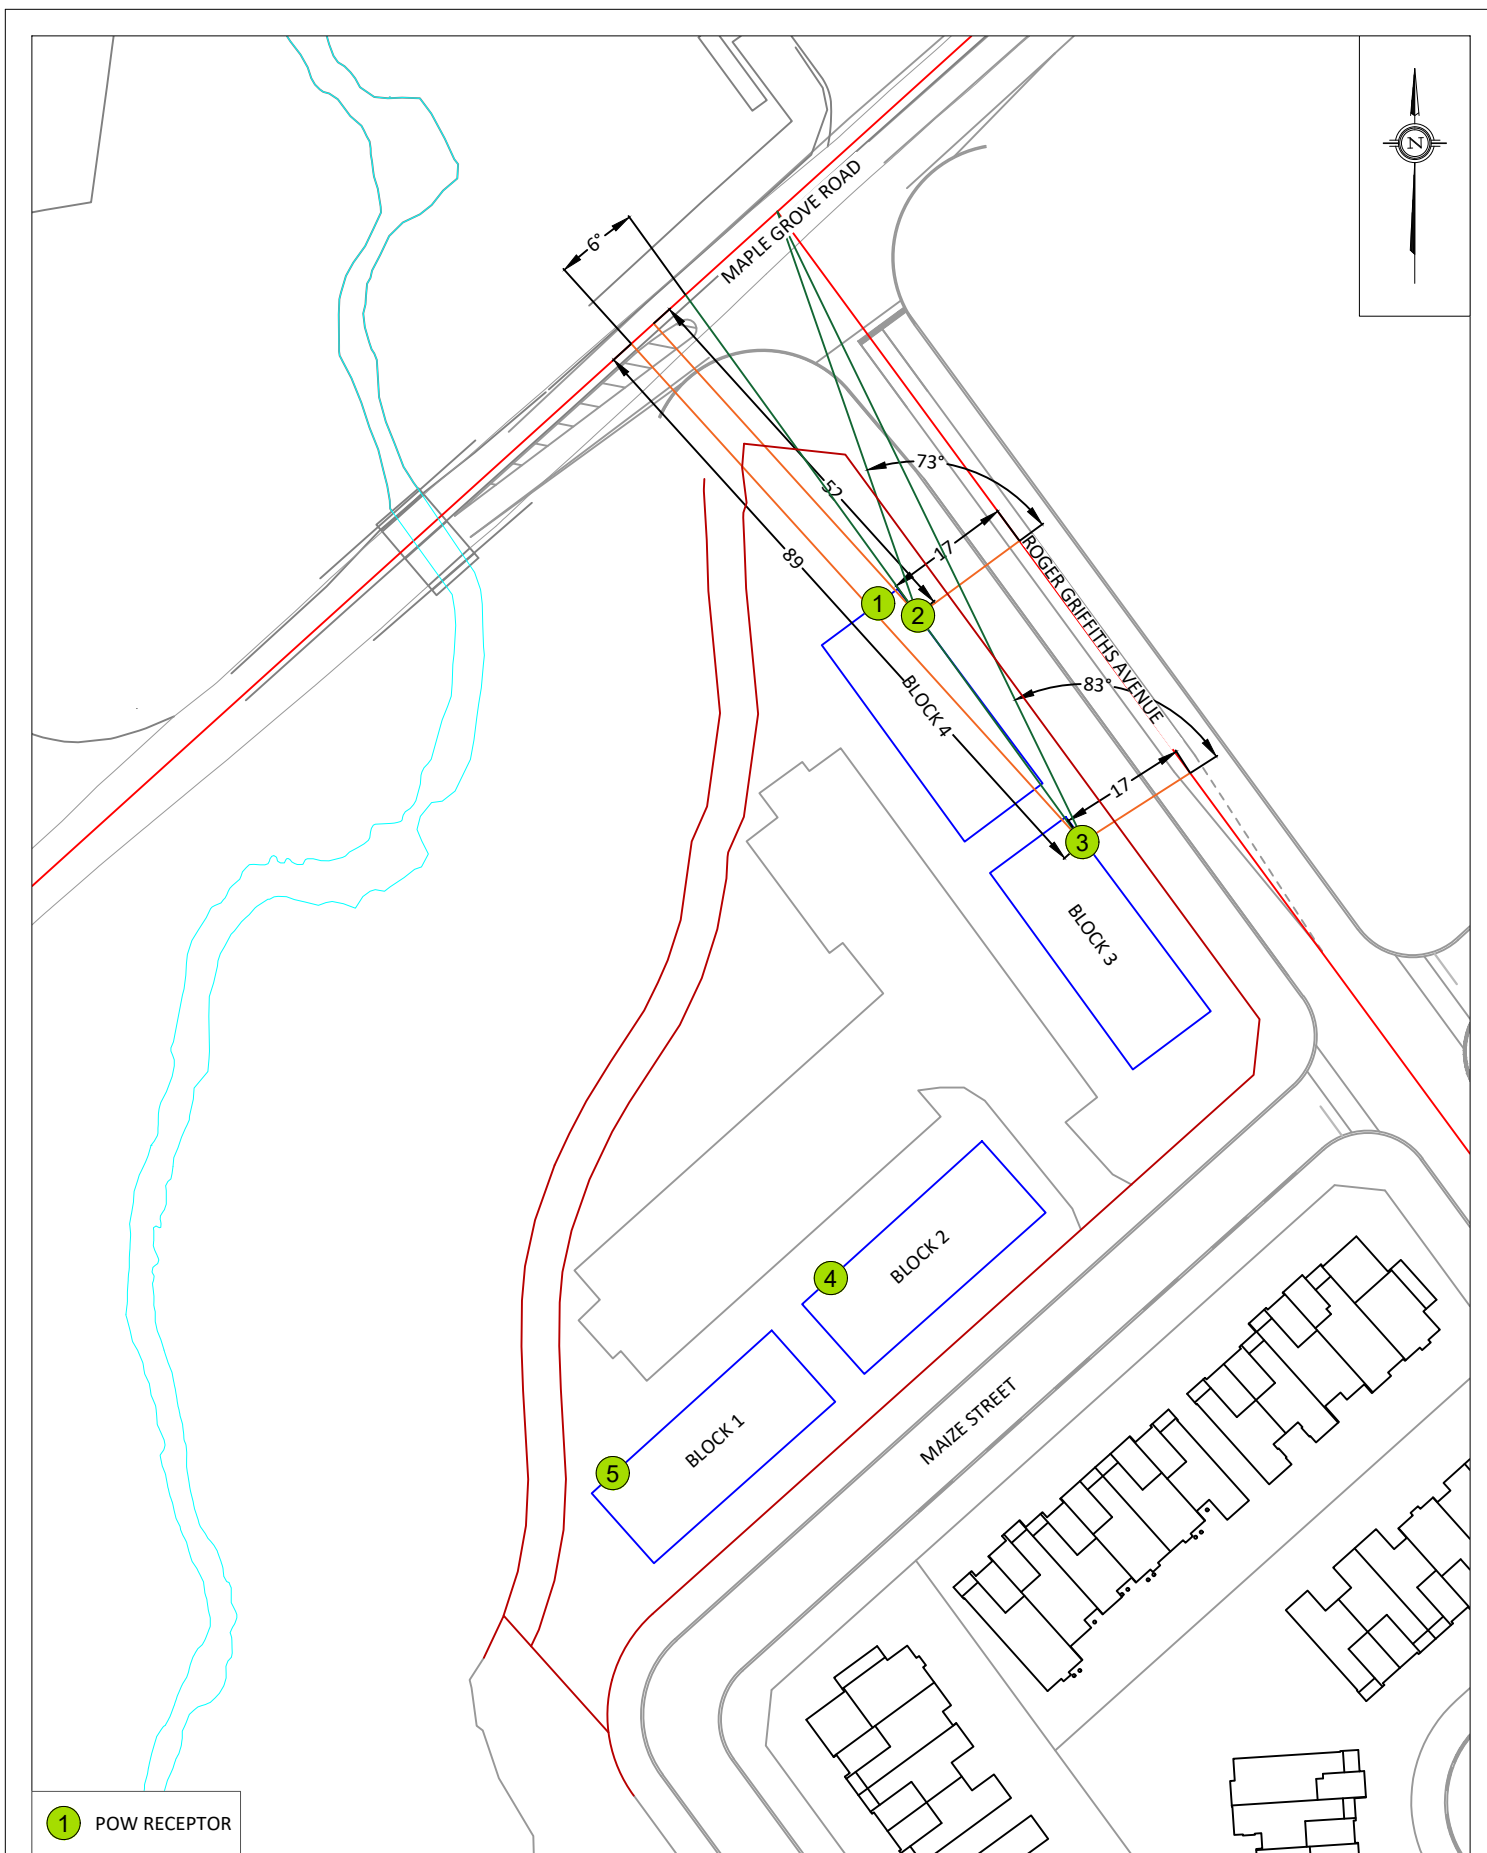 N
MAPLE GROVE ROAD
6°
73°
52
17
89
ROGER GRIFFITHS AVENUE
1
2
83°
BLOCK 4
17
3
BLOCK 3
BLOCK 2
4
MAIZE STREET
BLOCK 1
5
1 POW RECEPTOR